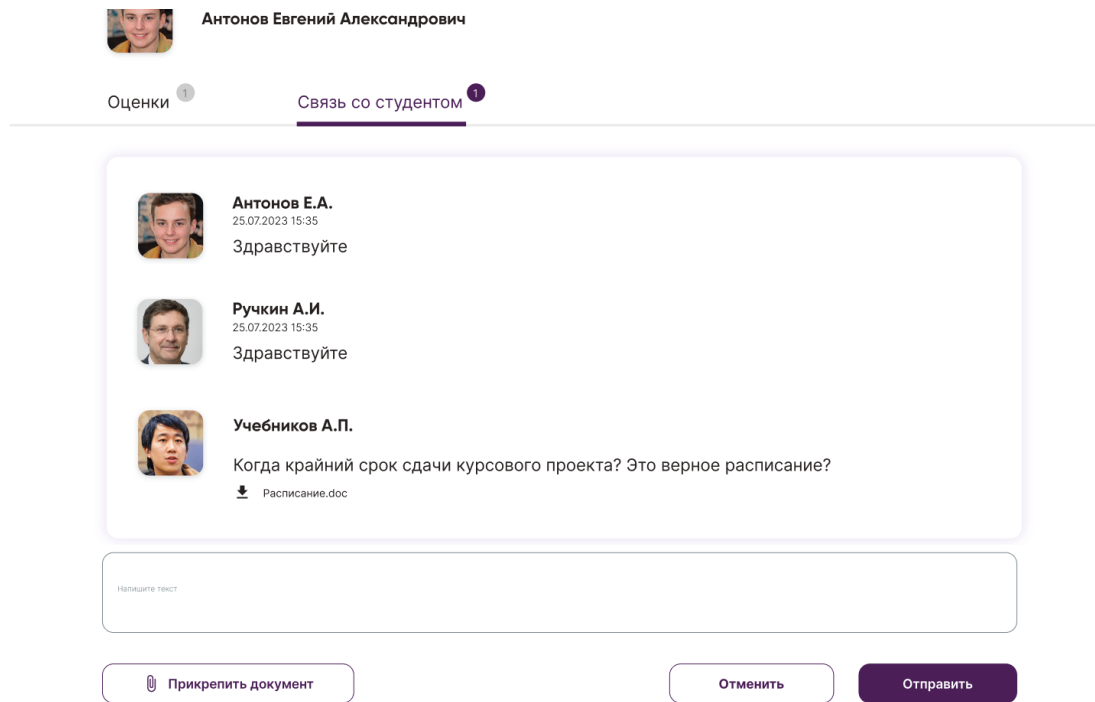 Антонов Евгений Александрович
Оценки 1
Связь со студентом 1
Антонов Е.А.
25.07.2023 15:35
Здравствуйте
Ручкин А.И.
25.07.2023 15:35
Здравствуйте
Учебников А.П.
Когда крайний срок сдачи курсового проекта? Это верное расписание?
Расписание.doc
Напишите текст
Прикрепить документ
Отменить
Отправить